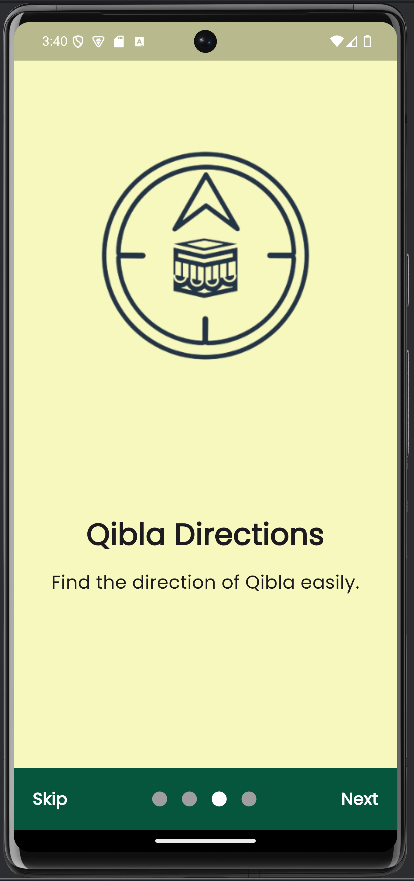 3:40
Qibla Directions
Find the direction of Qibla easily.
Skip
Next